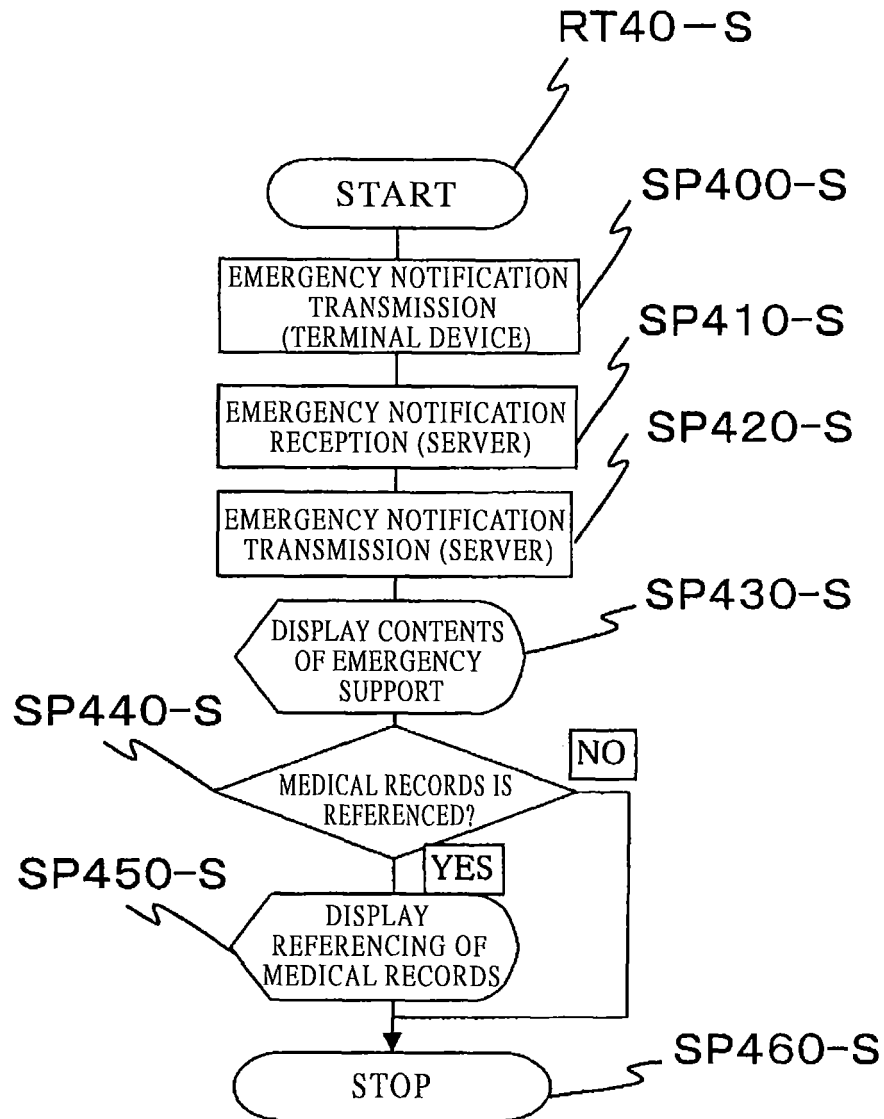 RT40-S
START
SP400-S
EMERGENCY NOTIFICATION
TRANSMISSION
(TERMINAL DEVICE)
SP410-S
EMERGENCY NOTIFICATION
RECEPTION (SERVER)
SP420-S
EMERGENCY NOTIFICATION
TRANSMISSION (SERVER)
SP430-S
DISPLAY CONTENTS
OF EMERGENCY
SUPPORT
SP440-S
NO
MEDICAL RECORDS IS
REFERENCED?
YES
SP450-S
DISPLAY
REFERENCING OF
MEDICAL RECORDS
SP460-S
STOP